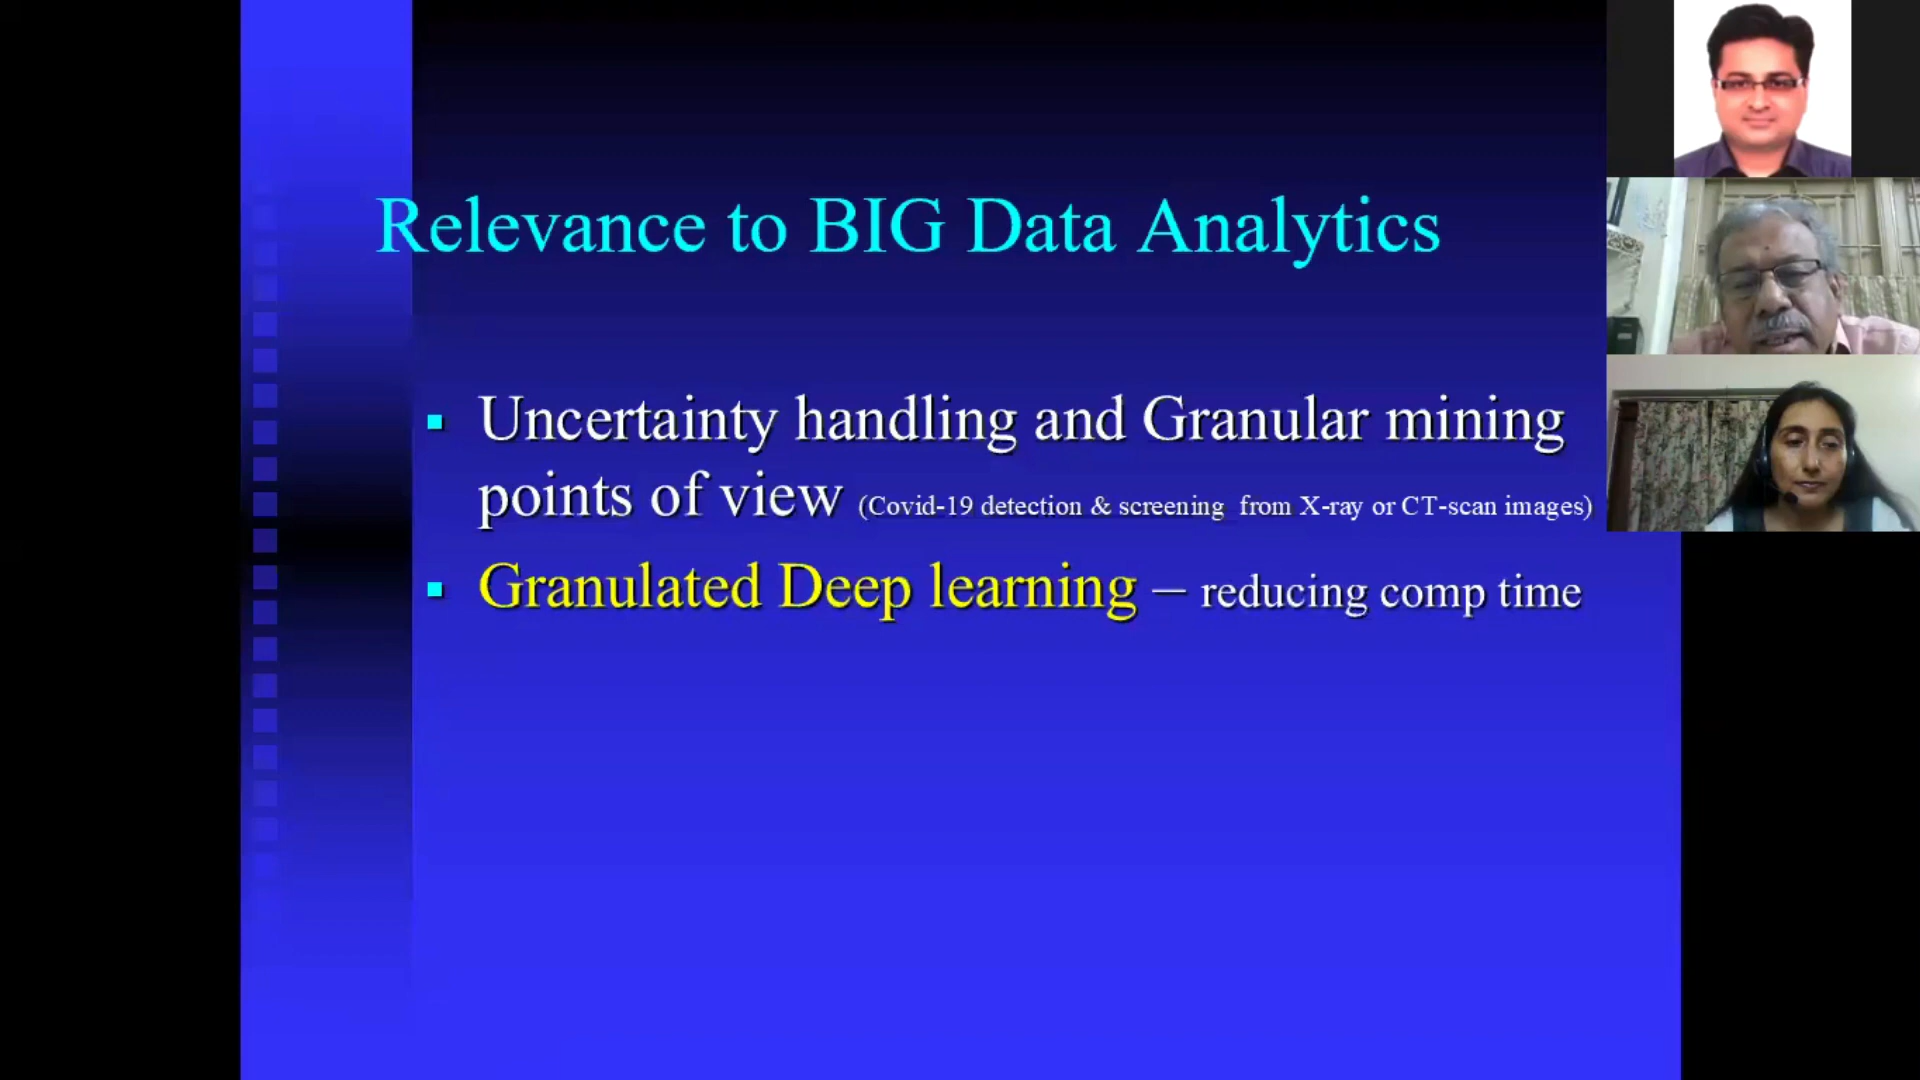 Relevance to BIG Data Analytics
Uncertainty handling and Granular mining
points of view (Covid-19 detection & screening from X-ray or CT-scan images)
Granulated Deep learning – reducing comp time